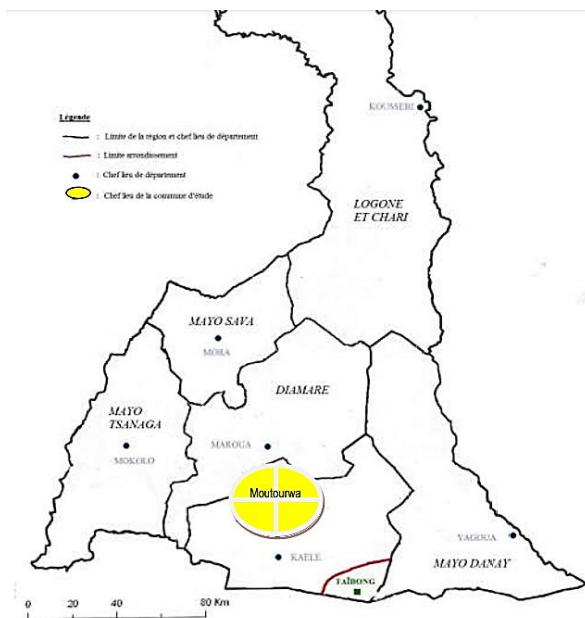 KOUSSERI
Légende
: Limite de la région et chef lieu de département
: Limite arrondissement
: Chef lieu de département
: Chef lieu de la commune d'étude
LOGONE
ET CHARI
MAYO SAVA
MORA
DIAMARE
MAYO
TSANAGA
MAROUA
MOKOLO
Moutourwa
YAGOUA
KAELE
MAYO DANAY
TAÏBONG
0 20 40 80 Km